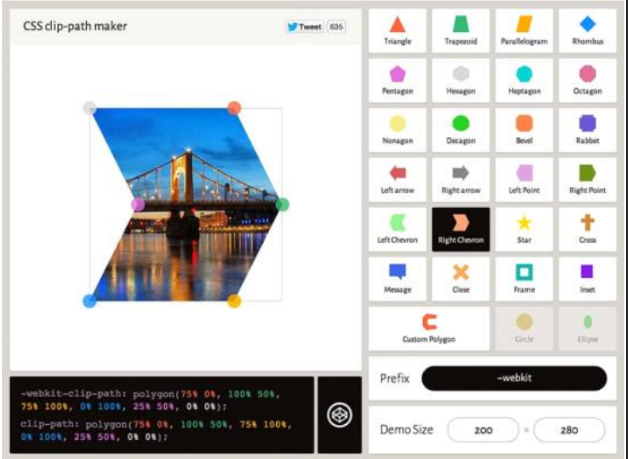 CSS clip-path maker
Tweet 635
Triangle Trapezoid Parallelogram Rhombus
Pentagon Hexagon Heptagon Octagon
Nonagon Decagon Bevel Rabbet
Left arrow Right arrow Left Point Right Point
Left Chevron Right Chevron Star Cross
Message Close Frame Inset
Custom Polygon Circle Ellipse
Prefix -webkit
Demo Size 200 × 280
-webkit-clip-path: polygon(75% 0%, 100% 50%,
75% 100%, 0% 100%, 25% 50%, 0% 0%);
clip-path: polygon(75% 0%, 100% 50%, 75% 100%,
0% 100%, 25% 50%, 0% 0%);